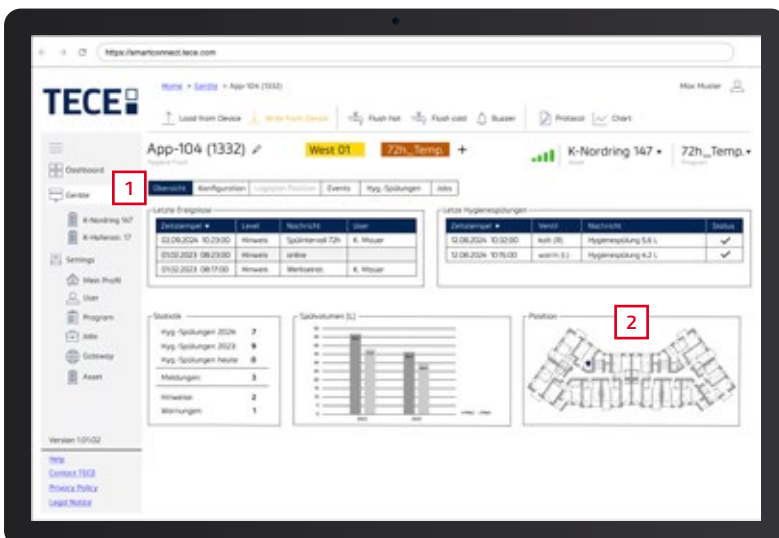 https://smartconnect.tece.com
TECE
Home > Geräte > App-104 (1332)
Max Muster
Load from Device
Write from Device
Flush hot
Flush cold
Buzzer
Protocol
Chart
App-104 (1332)
West 01
72h_Temp. +
K-Nordring 147
72h_Temp.
Asset
Program
Dashboard
1
Geräte
K-Nordring 147
K-Hafenstr. 17
Settings
Mein Profil
User
Program
Jobs
Gateway
Asset
Version 1.01.02
Help
Contact TECE
Privacy Policy
Legal Notice
Übersicht Konfiguration Events Hyg.-Spülungen Jobs
Letzte Ereignisse
Zeitstempel Level Nachricht User
02.09.2024 10:23:00 Hinweis Spülintervall 72h K. Mauer
01.02.2023 08:23:00 Hinweis online
01.02.2023 08:17:00 Hinweis Werksreset K. Mauer
Letzte Hygienespülungen
Zeitstempel Ventil Nachricht Status
12.08.2024 10:32:00 kalt (R) Hygienespülung 5,6 L
12.08.2024 10:15:00 warm (L) Hygienespülung 4,2 L
Statistik
Hyg.-Spülungen 2024 7
Hyg.-Spülungen 2023 9
Hyg.-Spülungen heute 0
Meldungen: 3
Hinweise: 2
Warnungen: 1
Spülvolumen [L]
Position
2